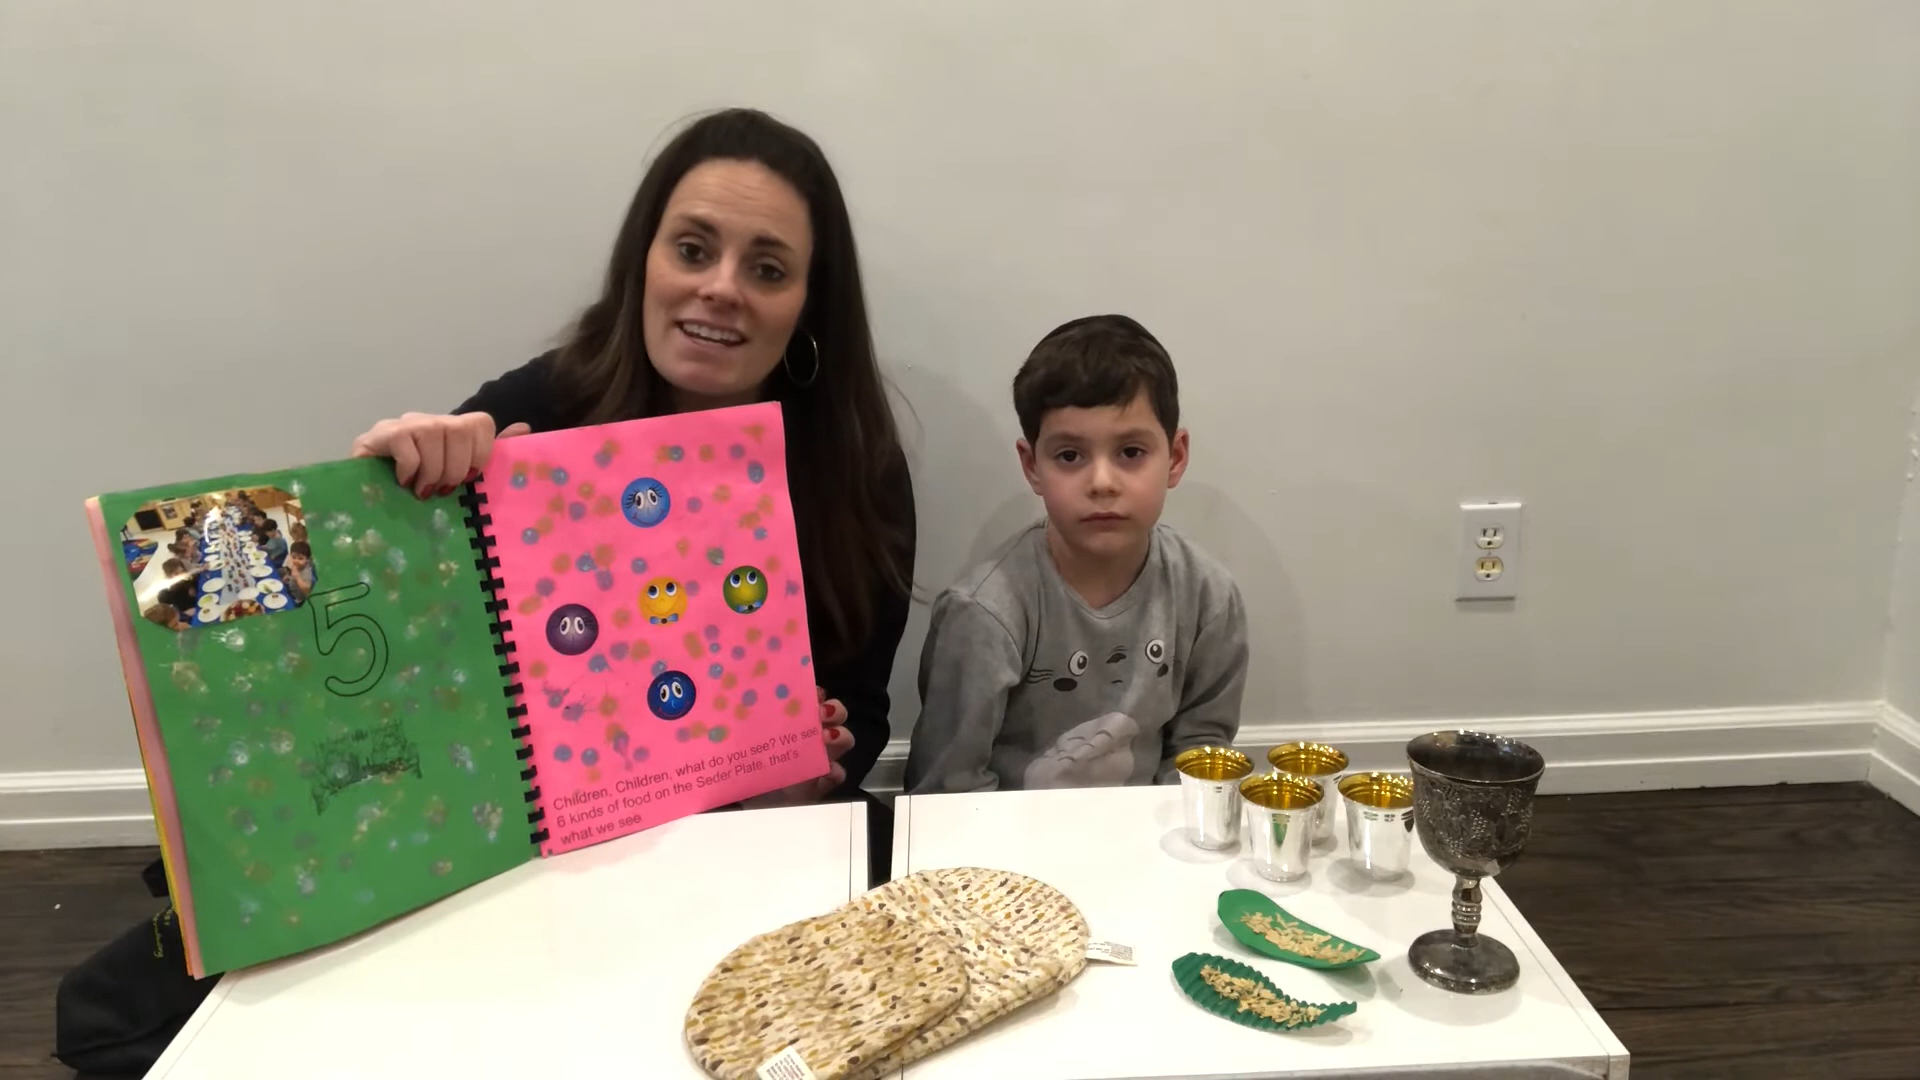 5
Children, Children, what do you see? We see
6 kinds of food on the Seder Plate, that's
what we see